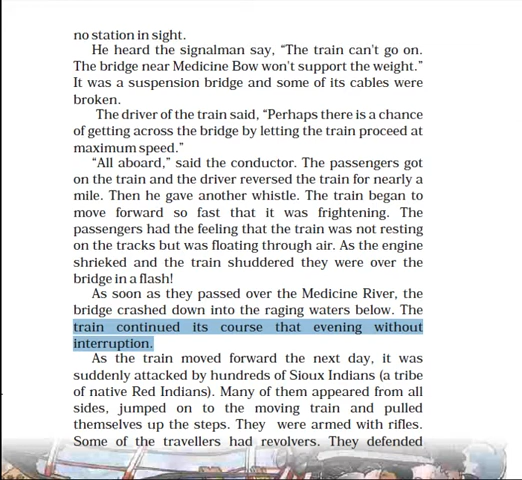 no station in sight.
He heard the signalman say, “The train can't go on.
The bridge near Medicine Bow won't support the weight.”
It was a suspension bridge and some of its cables were
broken.
The driver of the train said, “Perhaps there is a chance
of getting across the bridge by letting the train proceed at
maximum speed.”
“All aboard,” said the conductor. The passengers got
on the train and the driver reversed the train for nearly a
mile. Then he gave another whistle. The train began to
move forward so fast that it was frightening. The
passengers had the feeling that the train was not resting
on the tracks but was floating through air. As the engine
shrieked and the train shuddered they were over the
bridge in a flash!
As soon as they passed over the Medicine River, the
bridge crashed down into the raging waters below. The
train continued its course that evening without
interruption.
As the train moved forward the next day, it was
suddenly attacked by hundreds of Sioux Indians (a tribe
of native Red Indians). Many of them appeared from all
sides, jumped on to the moving train and pulled
themselves up the steps. They were armed with rifles.
Some of the travellers had revolvers. They defended